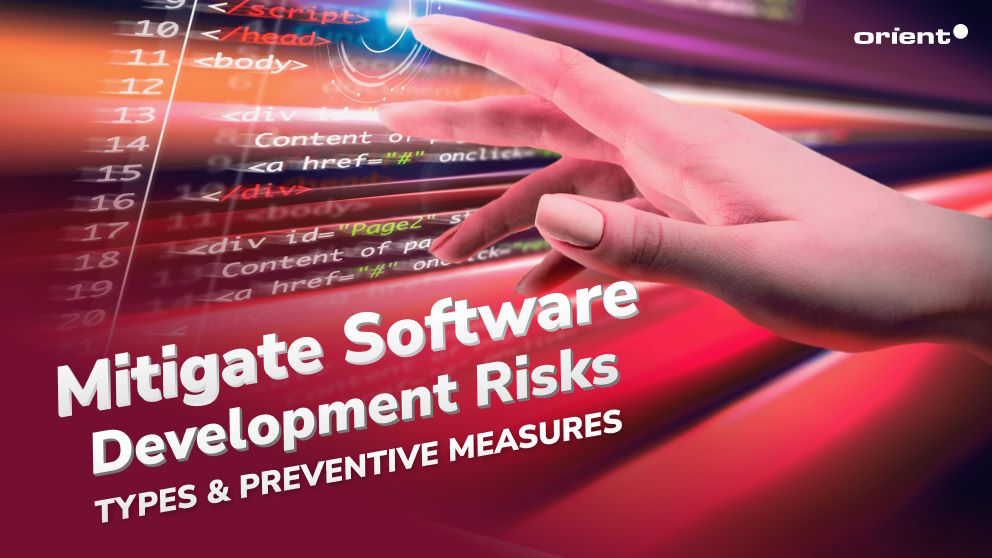 orient
9 </script>
10 </head>
11 <body>
12
13 <div id="
14 Content of
15 <a href="#" onclick=
16 </div>
17
18 <div id="Page2" st
19 Content of pa
20 <a href="#" onclick="
Mitigate Software
Development Risks
TYPES & PREVENTIVE MEASURES